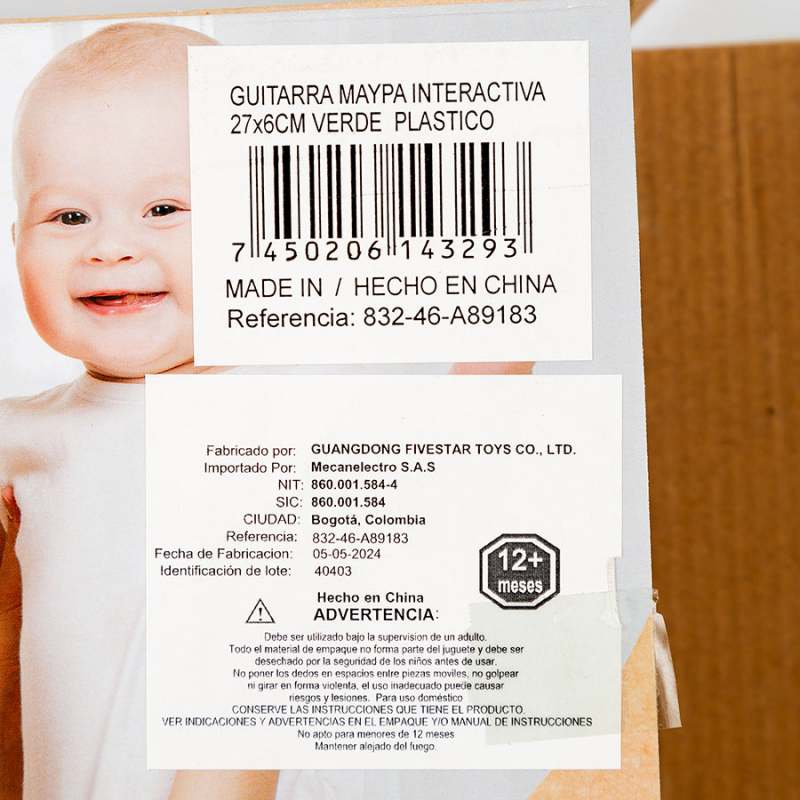 GUITARRA MAYPA INTERACTIVA
27x6CM VERDE PLASTICO
7 450206 143293
MADE IN / HECHO EN CHINA
Referencia: 832-46-A89183
Fabricado por: GUANGDONG FIVESTAR TOYS CO., LTD.
Importado Por: Mecanelectro S.A.S
NIT: 860.001.584-4
SIC: 860.001.584
CIUDAD: Bogotá, Colombia
Referencia: 832-46-A89183
Fecha de Fabricacion: 05-05-2024
Identificación de lote: 40403
12+
meses
Hecho en China
ADVERTENCIA:
Debe ser utilizado bajo la supervision de un adulto.
Todo el material de empaque no forma parte del juguete y debe ser
desechado por la seguridad de los niños antes de usar.
No poner los dedos en espacios entre piezas moviles, no golpear
ni girar en forma violenta, el uso inadecuado puede causar
riesgos y lesiones. Para uso doméstico
CONSERVE LAS INSTRUCCIONES QUE TIENE EL PRODUCTO.
VER INDICACIONES Y ADVERTENCIAS EN EL EMPAQUE Y/O MANUAL DE INSTRUCCIONES
No apto para menores de 12 meses
Mantener alejado del fuego.